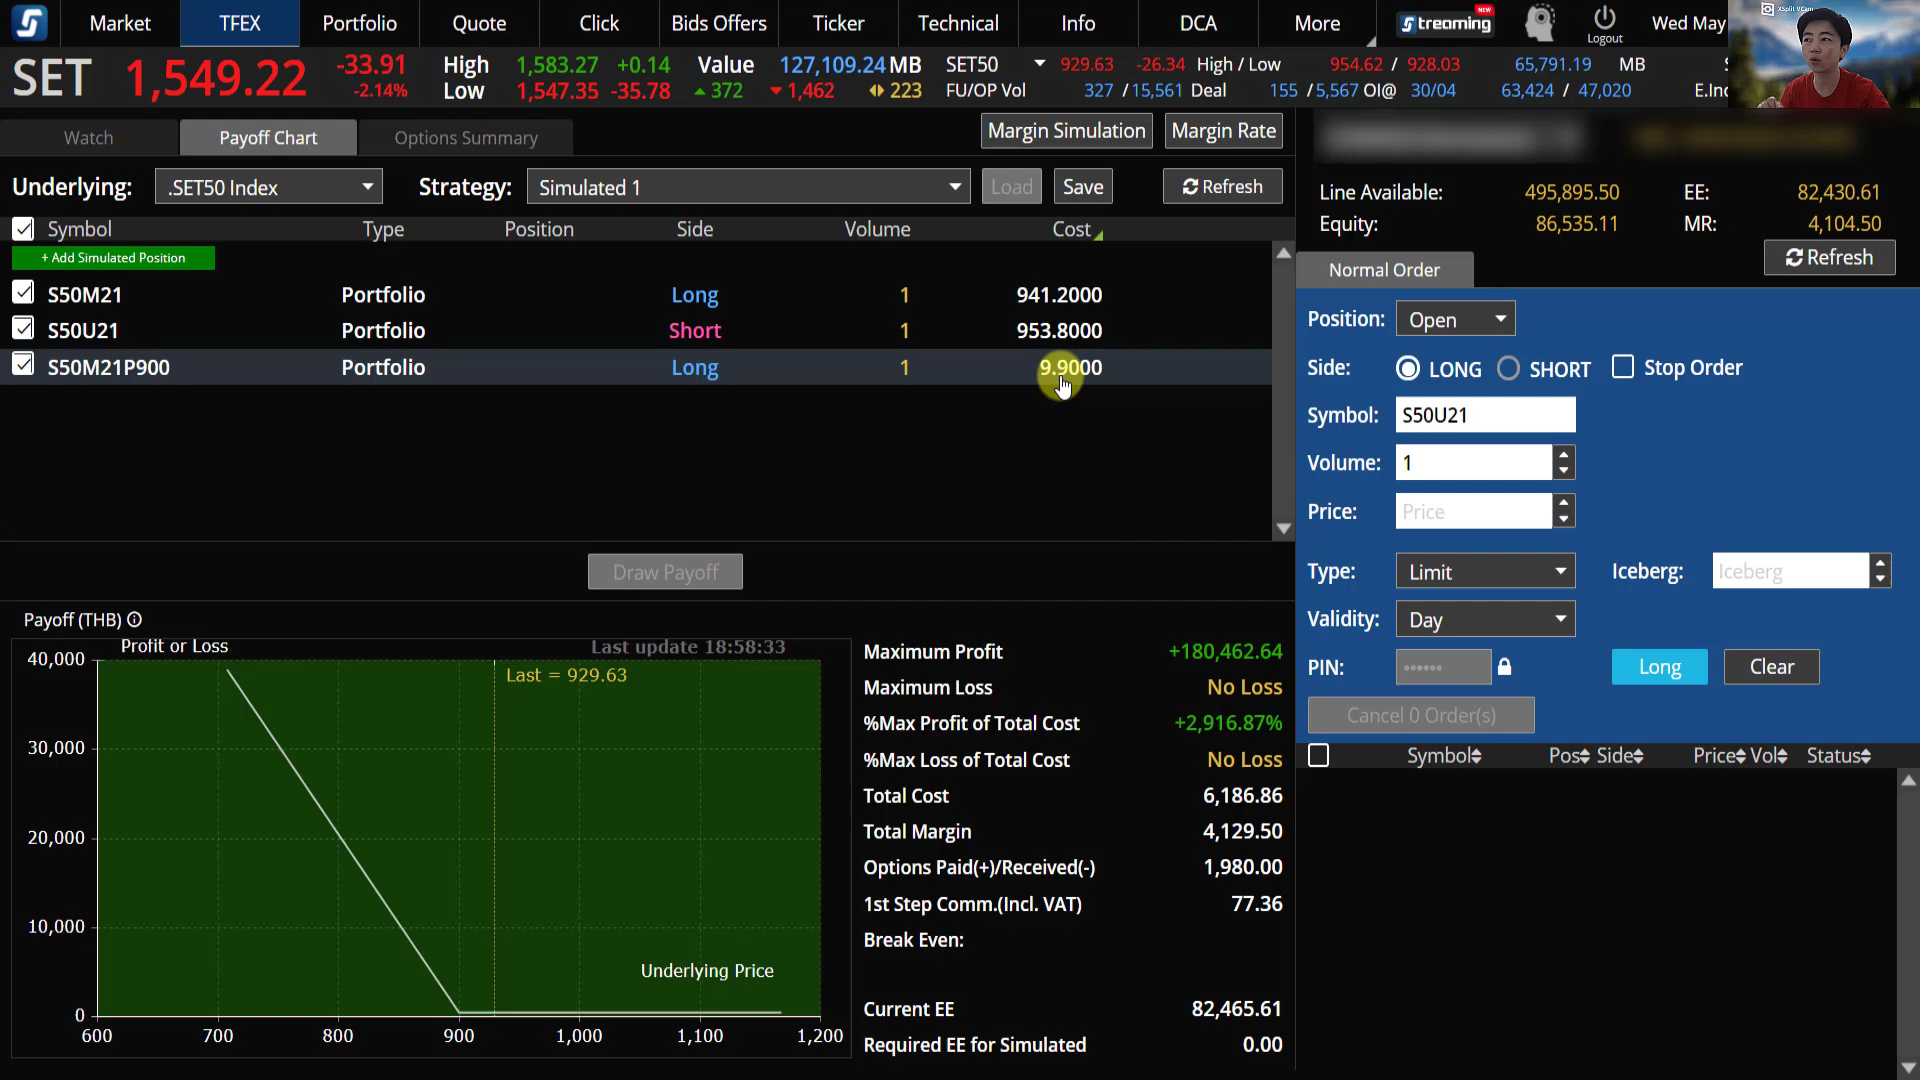 Market TFEX Portfolio Quote Click Bids Offers Ticker Technical Info DCA More Streaming NEW Logout Wed May
XSplit VCam
SET 1,549.22 -33.91 -2.14%
High 1,583.27 +0.14 Value 127,109.24 MB SET50 929.63 -26.34 High / Low 954.62 / 928.03 65,791.19 MB
Low 1,547.35 -35.78 372 1,462 223 FU/OP Vol 327 / 15,561 Deal 155 / 5,567 OI@ 30/04 63,424 / 47,020 E.Ind
Watch Payoff Chart Options Summary Margin Simulation Margin Rate
Underlying: .SET50 Index Strategy: Simulated 1 Load Save Refresh
Symbol Type Position Side Volume Cost
+ Add Simulated Position
S50M21 Portfolio Long 1 941.2000
S50U21 Portfolio Short 1 953.8000
S50M21P900 Portfolio Long 1 9.9000
Draw Payoff
Payoff (THB)
Profit or Loss
Last update 18:58:33
Last = 929.63
40,000
30,000
20,000
10,000
0
Underlying Price
600 700 800 900 1,000 1,100 1,200
Maximum Profit +180,462.64
Maximum Loss No Loss
%Max Profit of Total Cost +2,916.87%
%Max Loss of Total Cost No Loss
Total Cost 6,186.86
Total Margin 4,129.50
Options Paid(+)/Received(-) 1,980.00
1st Step Comm.(Incl. VAT) 77.36
Break Even:
Current EE 82,465.61
Required EE for Simulated 0.00
Line Available: 495,895.50 EE: 82,430.61
Equity: 86,535.11 MR: 4,104.50
Refresh
Normal Order
Position: Open
Side: LONG SHORT Stop Order
Symbol: S50U21
Volume: 1
Price: Price
Type: Limit Iceberg: Iceberg
Validity: Day
PIN: Long Clear
Cancel 0 Order(s)
Symbol Pos Side Price Vol Status